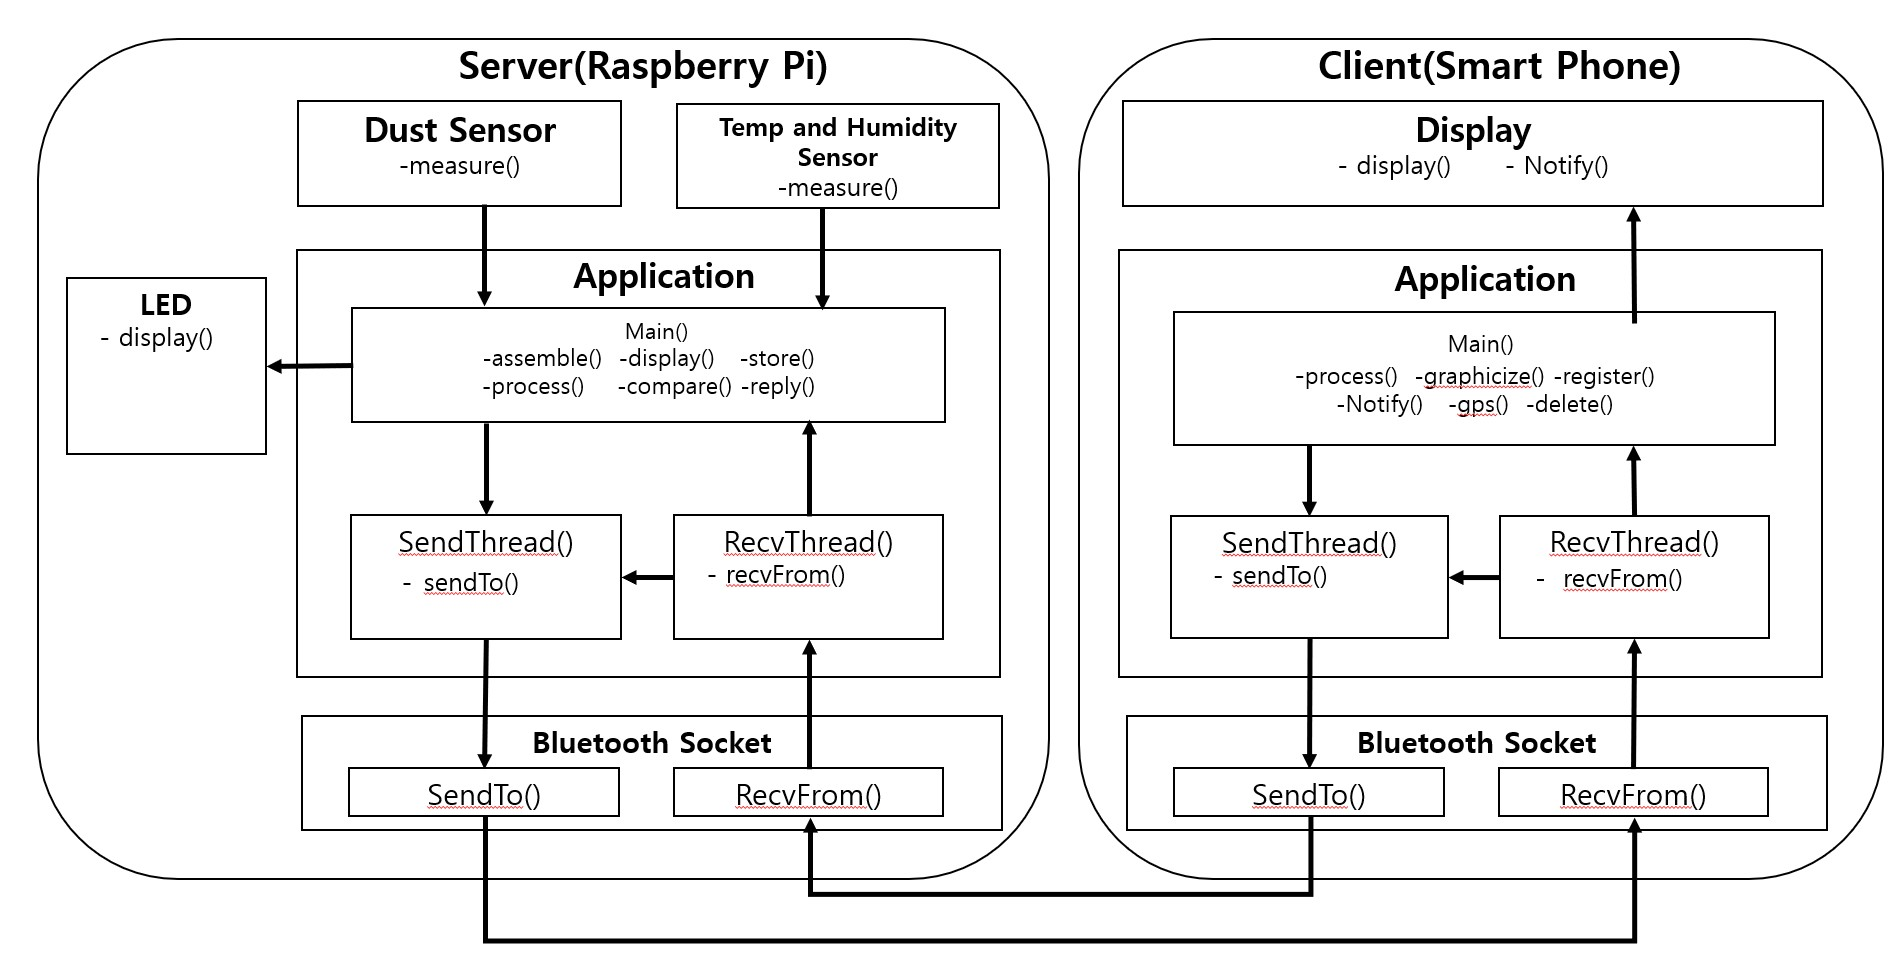 Server(Raspberry Pi)
Dust Sensor
-measure()
Temp and Humidity
Sensor
-measure()
LED
- display()
Application
Main()
-assemble() -display() -store()
-process() -compare() -reply()
SendThread()
- sendTo()
RecvThread()
- recvFrom()
Bluetooth Socket
SendTo()
RecvFrom()
Client(Smart Phone)
Display
- display() - Notify()
Application
Main()
-process() -graphicize() -register()
-Notify() -gps() -delete()
SendThread()
- sendTo()
RecvThread()
- recvFrom()
Bluetooth Socket
SendTo()
RecvFrom()